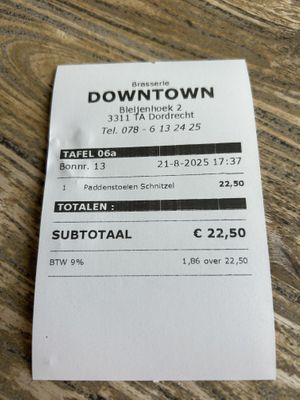 Brasserie
DOWNTOWN
Bleijenhoek 2
3311 TA Dordrecht
Tel. 078 - 6 13 24 25
TAFEL 06a
Bonnr. 13 21-8-2025 17:37
1 Paddenstoelen Schnitzel 22,50
TOTALEN :
SUBTOTAAL € 22,50
BTW 9% 1,86 over 22,50